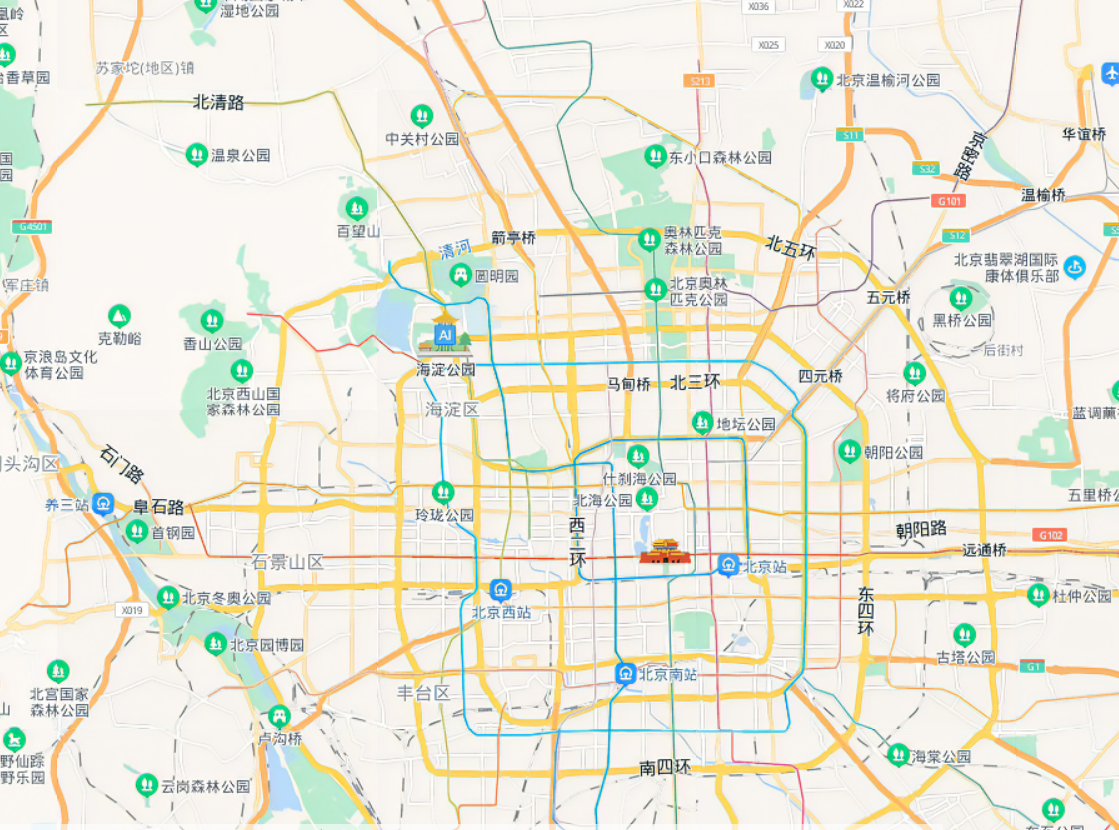 湿地公园
X036
X022
X025
X020
苏家坨(地区)镇
S213
北京温榆河公园
北清路
中关村公园
S11
华谊桥
温泉公园
东小口森林公园
S32
温榆桥
G101
百望山
G4501
箭亭桥
奥林匹克
森林公园
北五环
S12
清河
圆明园
北京翡翠湖国际
康体俱乐部
军庄镇
北京奥林
匹克公园
五元桥
黑桥公园
克勒峪
香山公园
AI
后街村
京浪岛文化
体育公园
海淀公园
北京西山国
家森林公园
马甸桥
北三环
四元桥
将府公园
海淀区
地坛公园
石门路
朝阳公园
什刹海公园
五里桥
养三站
阜石路
玲珑公园
北海公园
首钢园
西二环
朝阳路
G102
石景山区
远通桥
北京站
北京冬奥公园
X019
北京西站
东四环
杜仲公园
北京园博园
古塔公园
G1
北宫国家
森林公园
北京南站
丰台区
卢沟桥
野仙踪
野乐园
海棠公园
南四环
云岗森林公园